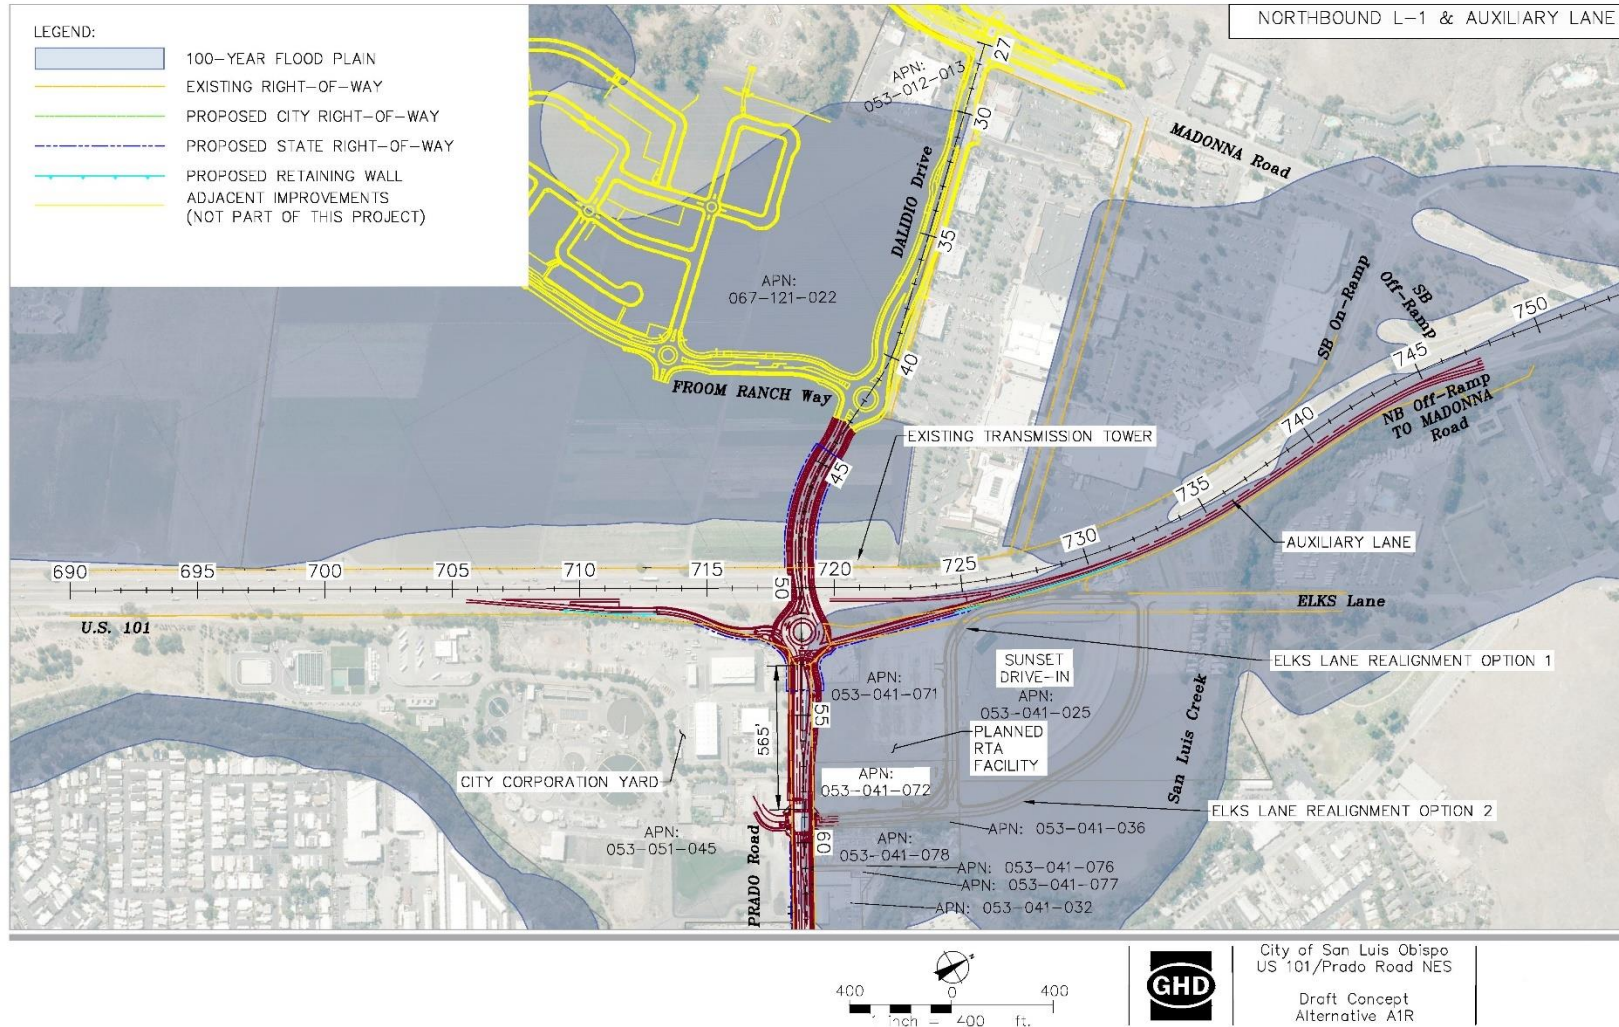 NORTHBOUND L-1 & AUXILIARY LANE
LEGEND:
100-YEAR FLOOD PLAIN
EXISTING RIGHT-OF-WAY
PROPOSED CITY RIGHT-OF-WAY
PROPOSED STATE RIGHT-OF-WAY
PROPOSED RETAINING WALL
ADJACENT IMPROVEMENTS
(NOT PART OF THIS PROJECT)
APN:
053-012-013
27
30
MADONNA Road
DALIDIO Drive
35
APN:
067-121-022
SB On-Ramp
SB
Off-Ramp
750
745
40
FROOM RANCH Way
NB Off-Ramp
TO MADONNA
Road
740
EXISTING TRANSMISSION TOWER
45
735
AUXILIARY LANE
730
725
690
695
700
705
710
715
720
50
U.S. 101
ELKS Lane
ELKS LANE REALIGNMENT OPTION 1
SUNSET
DRIVE-IN
APN:
053-041-025
APN:
053-041-071
San Luis Creek
55
565'
PLANNED
RTA
FACILITY
CITY CORPORATION YARD
APN:
053-041-072
ELKS LANE REALIGNMENT OPTION 2
APN:
053-051-045
PRADO Road
60
APN: 053-041-036
APN:
053-041-078
APN: 053-041-076
APN: 053-041-077
APN: 053-041-032
400
0
400
inch = 400 ft.
GHD
City of San Luis Obispo
US 101/Prado Road NES
Draft Concept
Alternative A1R